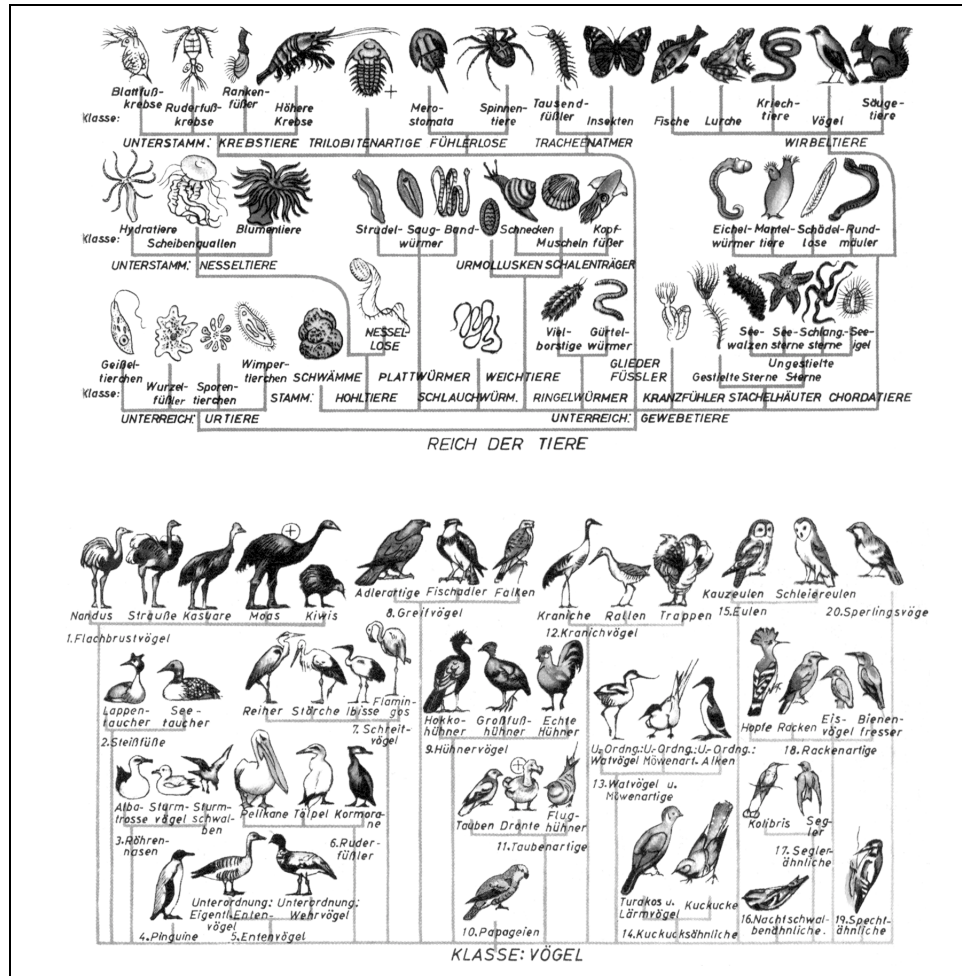 Blattfuß-
krebse
Ruderfuß-
krebse
Ranken-
füßer
Höhere
Krebse
Mero-
stomata
Spinnen-
tiere
Tausend-
füßler
Insekten
Fische
Lurche
Kriech-
tiere
Vögel
Säuge-
tiere
Klasse:
UNTERSTAMM: KREBSTIERE TRILOBITENARTIGE FÜHLERLOSE TRACHEENATMER WIRBELTIERE
Hydratiere
Scheibenquallen
Blumentiere
Strudel- Saug- Band-
würmer
Schnecken
Muscheln
Kopf-
füßer
Eichel-
würmer
Mantel-
tiere
Schädel-
lose
Rund-
mäuler
Klasse:
UNTERSTAMM: NESSELTIERE
URMOLLUSKEN SCHALENTRÄGER
Geißel-
tierchen
Wurzel-
füßler
Sporen-
tierchen
Wimper-
tierchen
NESSEL-
LOSE
Viel-
borstige
Gürtel-
würmer
See-
walzen
See-
sterne
Schlang.-
sterne
See-
igel
Ungestielte
Gestielte Sterne Sterne
Klasse:
STAMM: SCHWÄMME
HOHLTIERE
PLATTWÜRMER
SCHLAUCHWÜRM.
WEICHTIERE
RINGELWÜRMER
GLIEDER
FÜSSLER
KRANZFÜHLER STACHELHÄUTER CHORDATIERE
UNTERREICH: URTIERE
UNTERREICH: GEWEBETIERE
REICH DER TIERE
Nandus Strauße Kasuare Moas Kiwis
1.Flachbrustvögel
Adlerartige Fischadler Falken
8.Greifvögel
Kraniche Rallen Trappen
12.Kranichvögel
Kauzeulen Schleiereulen
15.Eulen
20.Sperlingsvöge
Lappen-
taucher
See-
taucher
2.Steißfüße
Reiher Störche Ibisse Flamin-
gos
7.Schreit-
vögel
Hokko-
hühner
Großfuß-
hühner
Echte
Hühner
9.Hühnervögel
U.-Ordng.:
Watvögel
U.-Ordng.:
Möwenart.
U.-Ordng.:
Alken
13.Watvögel u.
Möwenartige
Hopfe Racken Eis-
vögel
Bienen-
fresser
18.Rackenartige
Alba-
trosse
Sturm-
vögel
Sturm-
schwal-
ben
3.Röhren-
nasen
Pelikane Tölpel Kormora-
ne
6.Ruder-
füßler
Tauben Dronte Flug-
hühner
11.Taubenartige
Kolibris Seg-
ler
17.Segler-
ähnliche
Unterordnung:
Eigentl.Enten-
vögel
Unterordnung:
Wehrvögel
4.Pinguine
5.Entenvögel
10.Papageien
Turakos u.
Lärmvögel
Kuckucke
14.Kuckucksähnliche
16.Nachtschwal-
benähnliche.
19.Specht-
ähnliche
KLASSE: VÖGEL